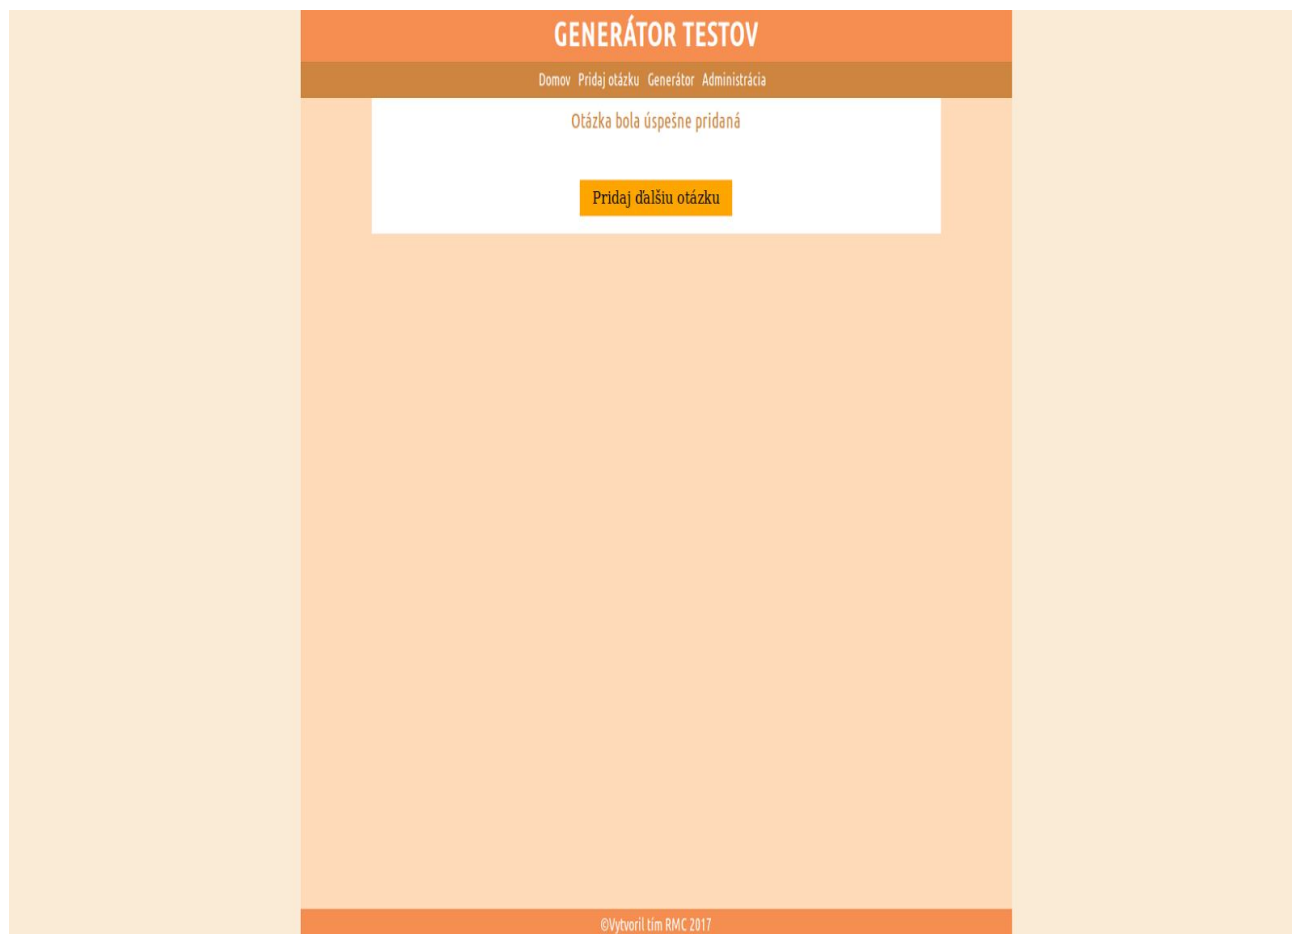 GENERÁTOR TESTOV
Domov Pridaj otázku Generátor Administrácia
Otázka bola úspešne pridaná
Pridaj ďalšiu otázku
©Vytvoril tím RMC 2017